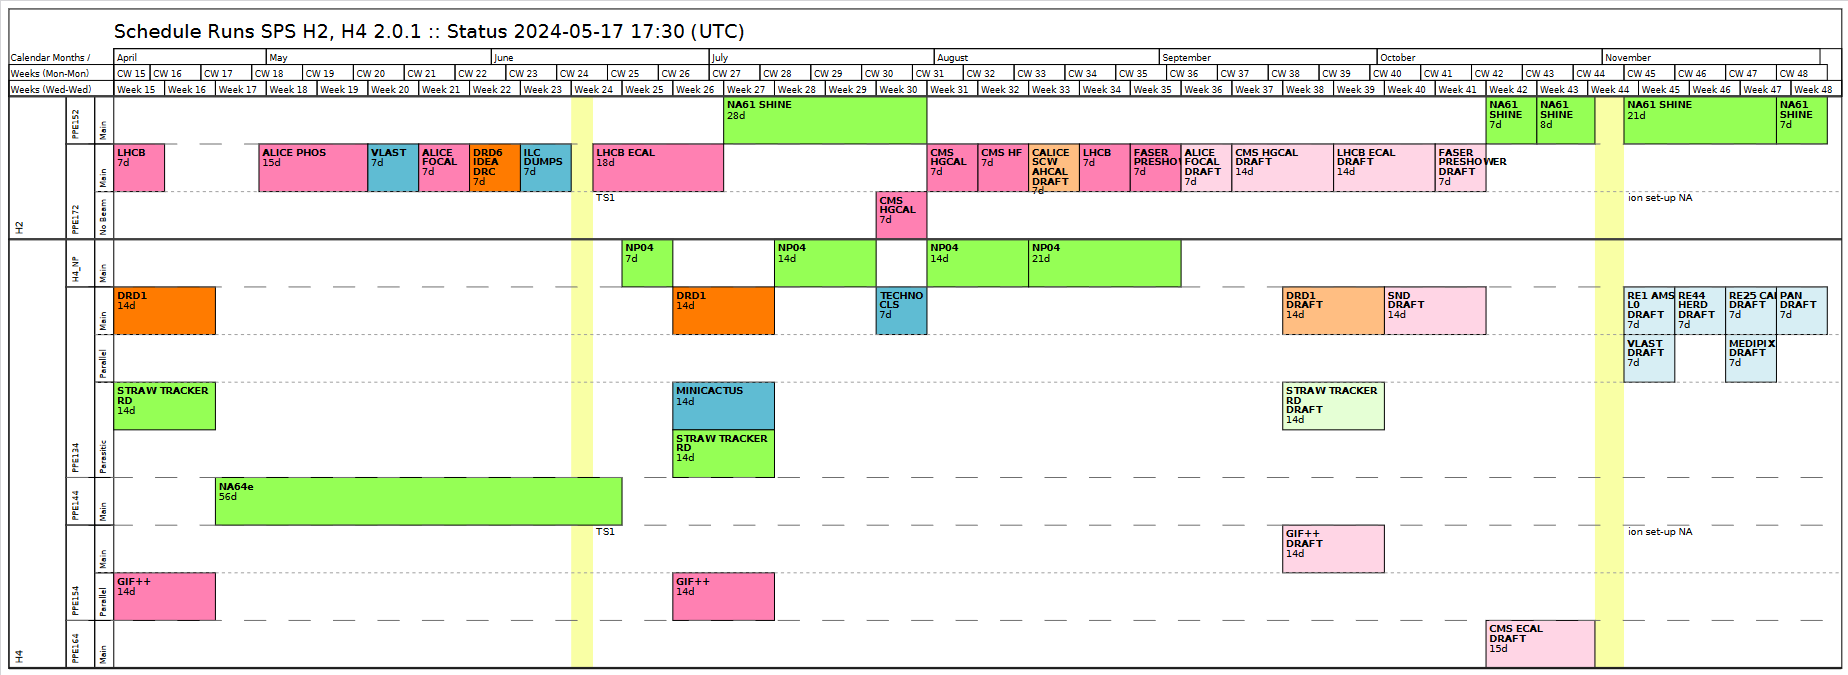 Schedule Runs SPS H2, H4 2.0.1 :: Status 2024-05-17 17:30 (UTC)
Calendar Months / April May June July August September October November
Weeks (Mon-Mon) CW 15 CW 16 CW 17 CW 18 CW 19 CW 20 CW 21 CW 22 CW 23 CW 24 CW 25 CW 26 CW 27 CW 28 CW 29 CW 30 CW 31 CW 32 CW 33 CW 34 CW 35 CW 36 CW 37 CW 38 CW 39 CW 40 CW 41 CW 42 CW 43 CW 44 CW 45 CW 46 CW 47 CW 48
Weeks (Wed-Wed) Week 15 Week 16 Week 17 Week 18 Week 19 Week 20 Week 21 Week 22 Week 23 Week 24 Week 25 Week 26 Week 27 Week 28 Week 29 Week 30 Week 31 Week 32 Week 33 Week 34 Week 35 Week 36 Week 37 Week 38 Week 39 Week 40 Week 41 Week 42 Week 43 Week 44 Week 45 Week 46 Week 47 Week 48
H2
PPE152
Main
NA61 SHINE
28d
NA61
SHINE
7d
NA61
SHINE
8d
NA61 SHINE
21d
NA61
SHINE
7d
PPE172
Main
LHCB
7d
ALICE PHOS
15d
VLAST
7d
ALICE
FOCAL
7d
DRD6
IDEA
DRC
7d
ILC
DUMPS
7d
LHCB ECAL
18d
CMS
HGCAL
7d
CMS HF
7d
CALICE
SCW
AHCAL
DRAFT
7d
LHCB
7d
FASER
PRESHO
7d
ALICE
FOCAL
DRAFT
7d
CMS HGCAL
DRAFT
14d
LHCB ECAL
DRAFT
14d
FASER
PRESHOWER
DRAFT
7d
No Beam
TS1
CMS
HGCAL
7d
ion set-up NA
H4
H4_NP
Main
NP04
7d
NP04
14d
NP04
14d
NP04
21d
PPE134
Main
DRD1
14d
DRD1
14d
TECHNO
CLS
7d
DRD1
DRAFT
14d
SND
DRAFT
14d
RE1 AMS
L0
DRAFT
7d
RE44
HERD
DRAFT
7d
RE25 CAL
DRAFT
7d
PAN
DRAFT
7d
Parallel
VLAST
DRAFT
7d
MEDIPIX
DRAFT
7d
Parasitic
STRAW TRACKER
RD
14d
MINICACTUS
14d
STRAW TRACKER
RD
DRAFT
14d
STRAW TRACKER
RD
14d
PPE144
Main
NA64e
56d
PPE154
Main
TS1
GIF++
DRAFT
14d
ion set-up NA
Parallel
GIF++
14d
GIF++
14d
PPE164
Main
CMS ECAL
DRAFT
15d